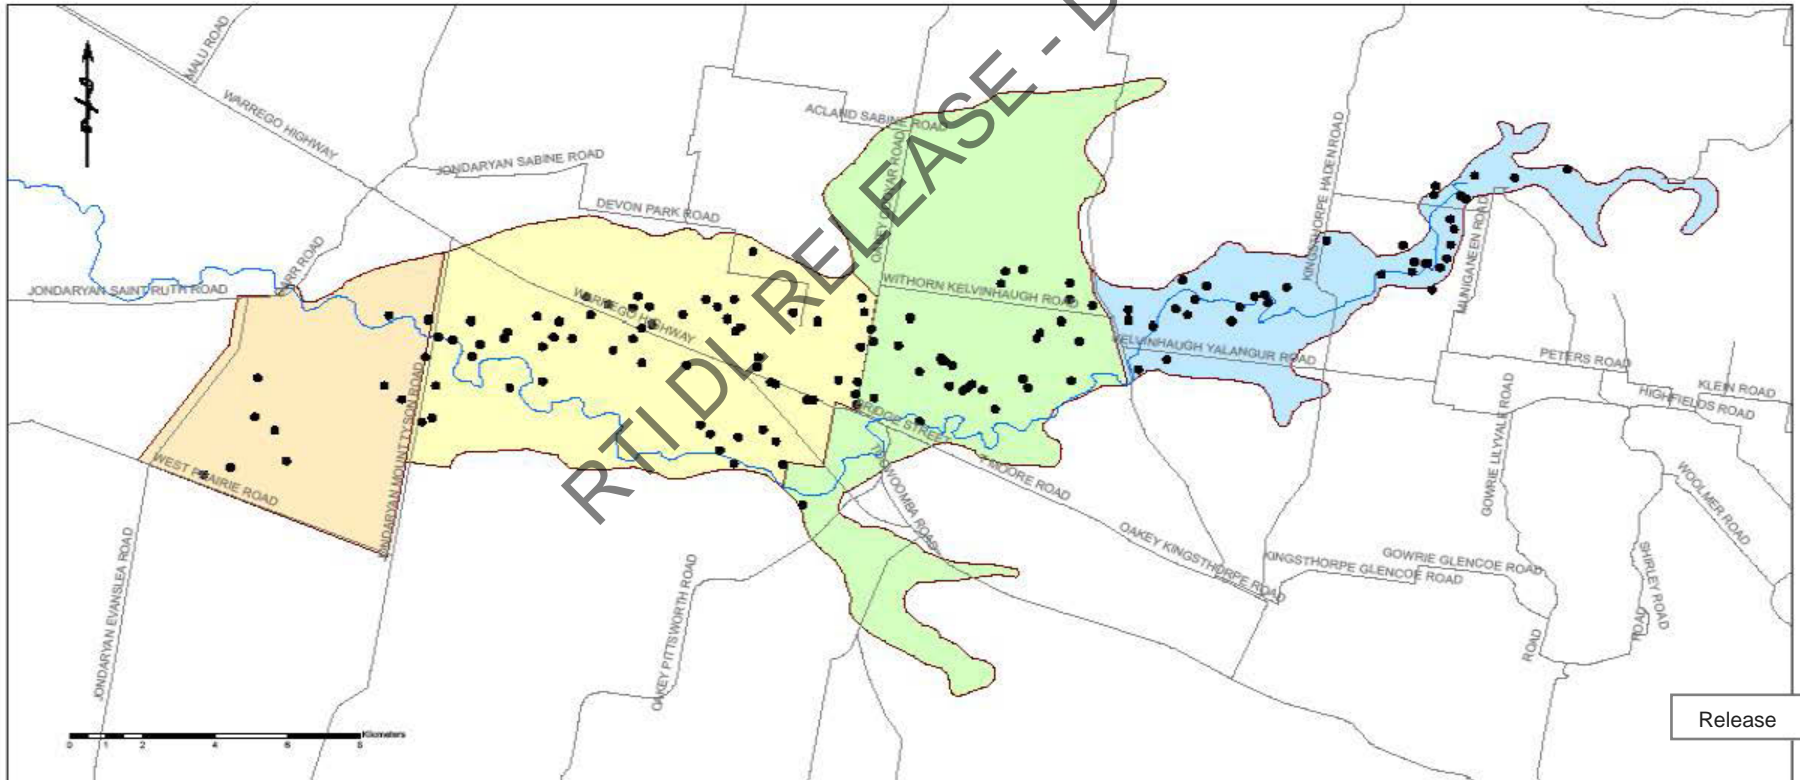 MALU ROAD
WARREGO HIGHWAY
ACLAND SABINE ROAD
JONDARYAN SABINE ROAD
OAKEY COOYAR ROAD
KINGSTHORPE HADEN ROAD
DEVON PARK ROAD
MUNIGANEEN ROAD
JONDARYAN SAINT RUTH ROAD
WITHORN KELVINHAUGH ROAD
WARREGO HIGHWAY
KELVINHAUGH YALANGUR ROAD
PETERS ROAD
KLEIN ROAD
HIGHFIELDS ROAD
JONDARYAN MOUNT TYSON ROAD
BRIDGE STREET
GOWRIE LILYVALE ROAD
WEST PRAIRIE ROAD
MOORE ROAD
TOOWOOMBA ROAD
WOOLMER ROAD
OAKEY KINGSTHORPE ROAD
GOWRIE GLENCOE ROAD
KINGSTHORPE GLENCOE ROAD
SHIRLEY ROAD
JONDARYAN EVANSLEA ROAD
OAKEY PITTSWORTH ROAD
ROAD
ROAD
RTI DL RELEASE - D
Release
Kilometers
0 1 2 4 6 8